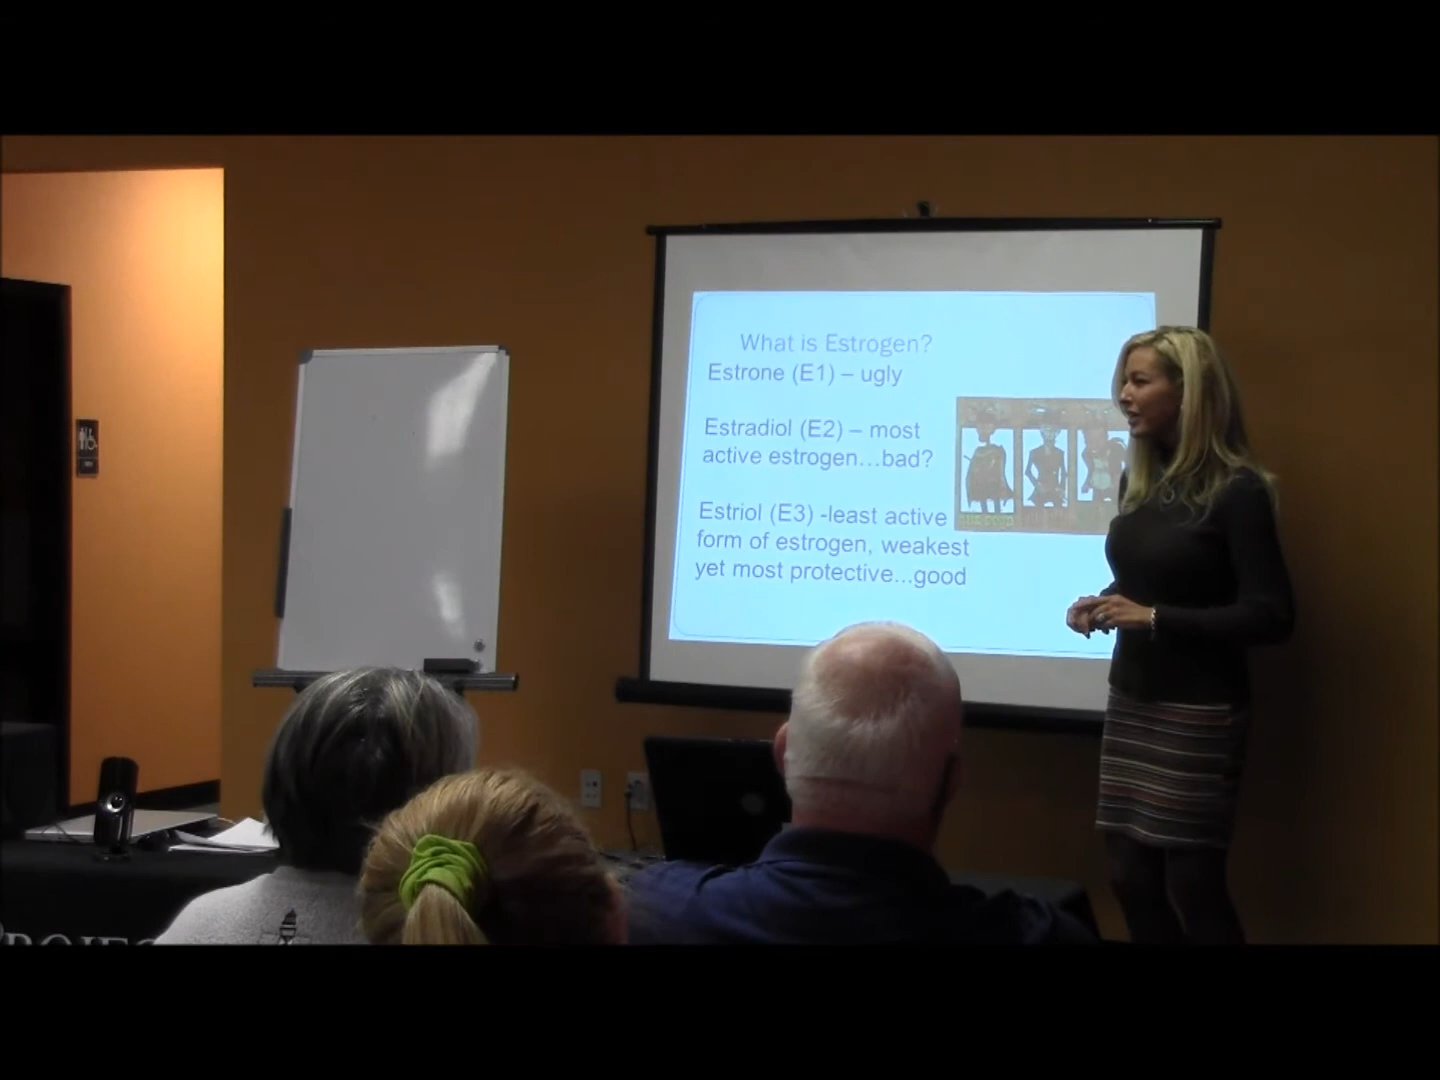 What is Estrogen?
Estrone (E1) – ugly
Estradiol (E2) – most
active estrogen...bad?
Estriol (E3) -least active
form of estrogen, weakest
yet most protective...good